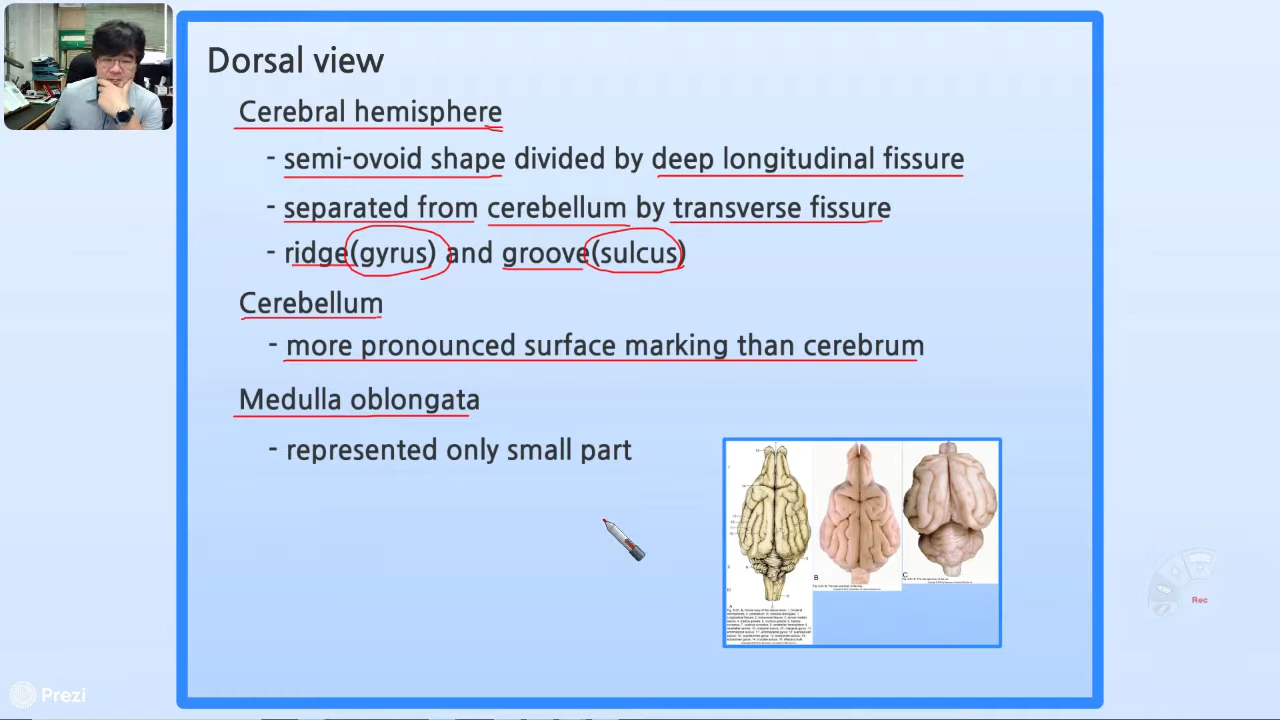 Dorsal view
Cerebral hemisphere
- semi-ovoid shape divided by deep longitudinal fissure
- separated from cerebellum by transverse fissure
- ridge(gyrus) and groove(sulcus)
Cerebellum
- more pronounced surface marking than cerebrum
Medulla oblongata
- represented only small part
A
B
C
Rec
Prezi